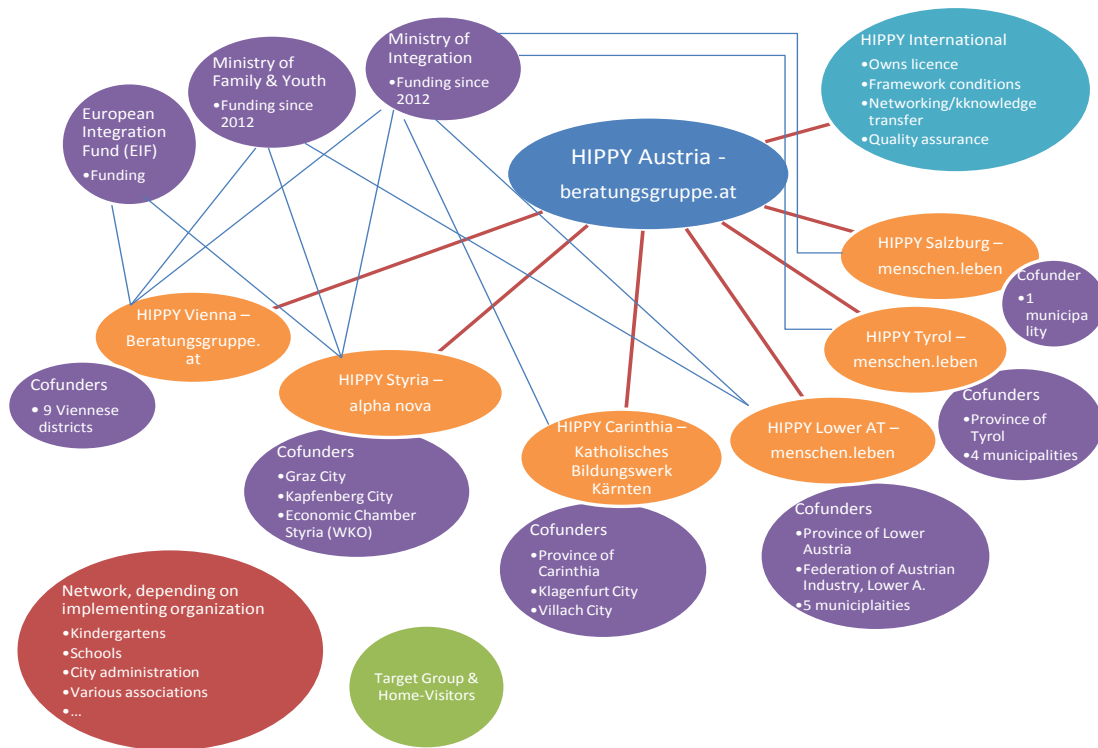 Ministry of
Integration
•Funding since
2012
Ministry of
Family & Youth
•Funding since
2012
European
Integration
Fund (EIF)
•Funding
HIPPY International
•Owns licence
•Framework conditions
•Networking/kknowledge
transfer
•Quality assurance
HIPPY Austria -
beratungsgruppe.at
HIPPY Salzburg –
menschen.leben
Cofunder
• 1
municipa
lity
HIPPY Vienna –
Beratungsgruppe.
at
Cofunders
• 9 Viennese
districts
HIPPY Styria –
alpha nova
Cofunders
•Graz City
•Kapfenberg City
•Economic Chamber
Styria (WKO)
HIPPY Carinthia –
Katholisches
Bildungswerk
Kärnten
Cofunders
•Province of
Carinthia
•Klagenfurt City
•Villach City
HIPPY Lower AT –
menschen.leben
Cofunders
•Province of Lower
Austria
•Federation of Austrian
Industry, Lower A.
•5 municiplaities
HIPPY Tyrol –
menschen.leben
Cofunders
•Province of
Tyrol
•4 municipalities
Network, depending on
implementing organization
•Kindergartens
•Schools
•City administration
•Various associations
•...
Target Group &
Home-Visitors